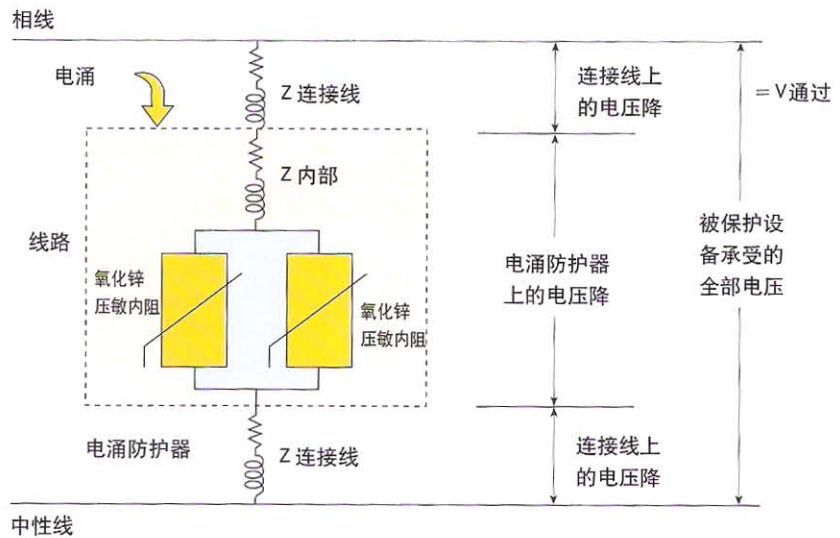 相线
电涌
Z 连接线
连接线上
的电压降
=V通过
Z 内部
线路
氧化锌
压敏内阻
氧化锌
压敏内阻
电涌防护器
上的电压降
被保护设
备承受的
全部电压
电涌防护器
Z 连接线
连接线上
的电压降
中性线